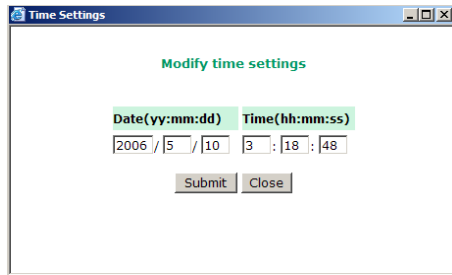 Time Settings
Modify time settings
Date(yy:mm:dd) Time(hh:mm:ss)
2006 / 5 / 10 3 : 18 : 48
Submit Close